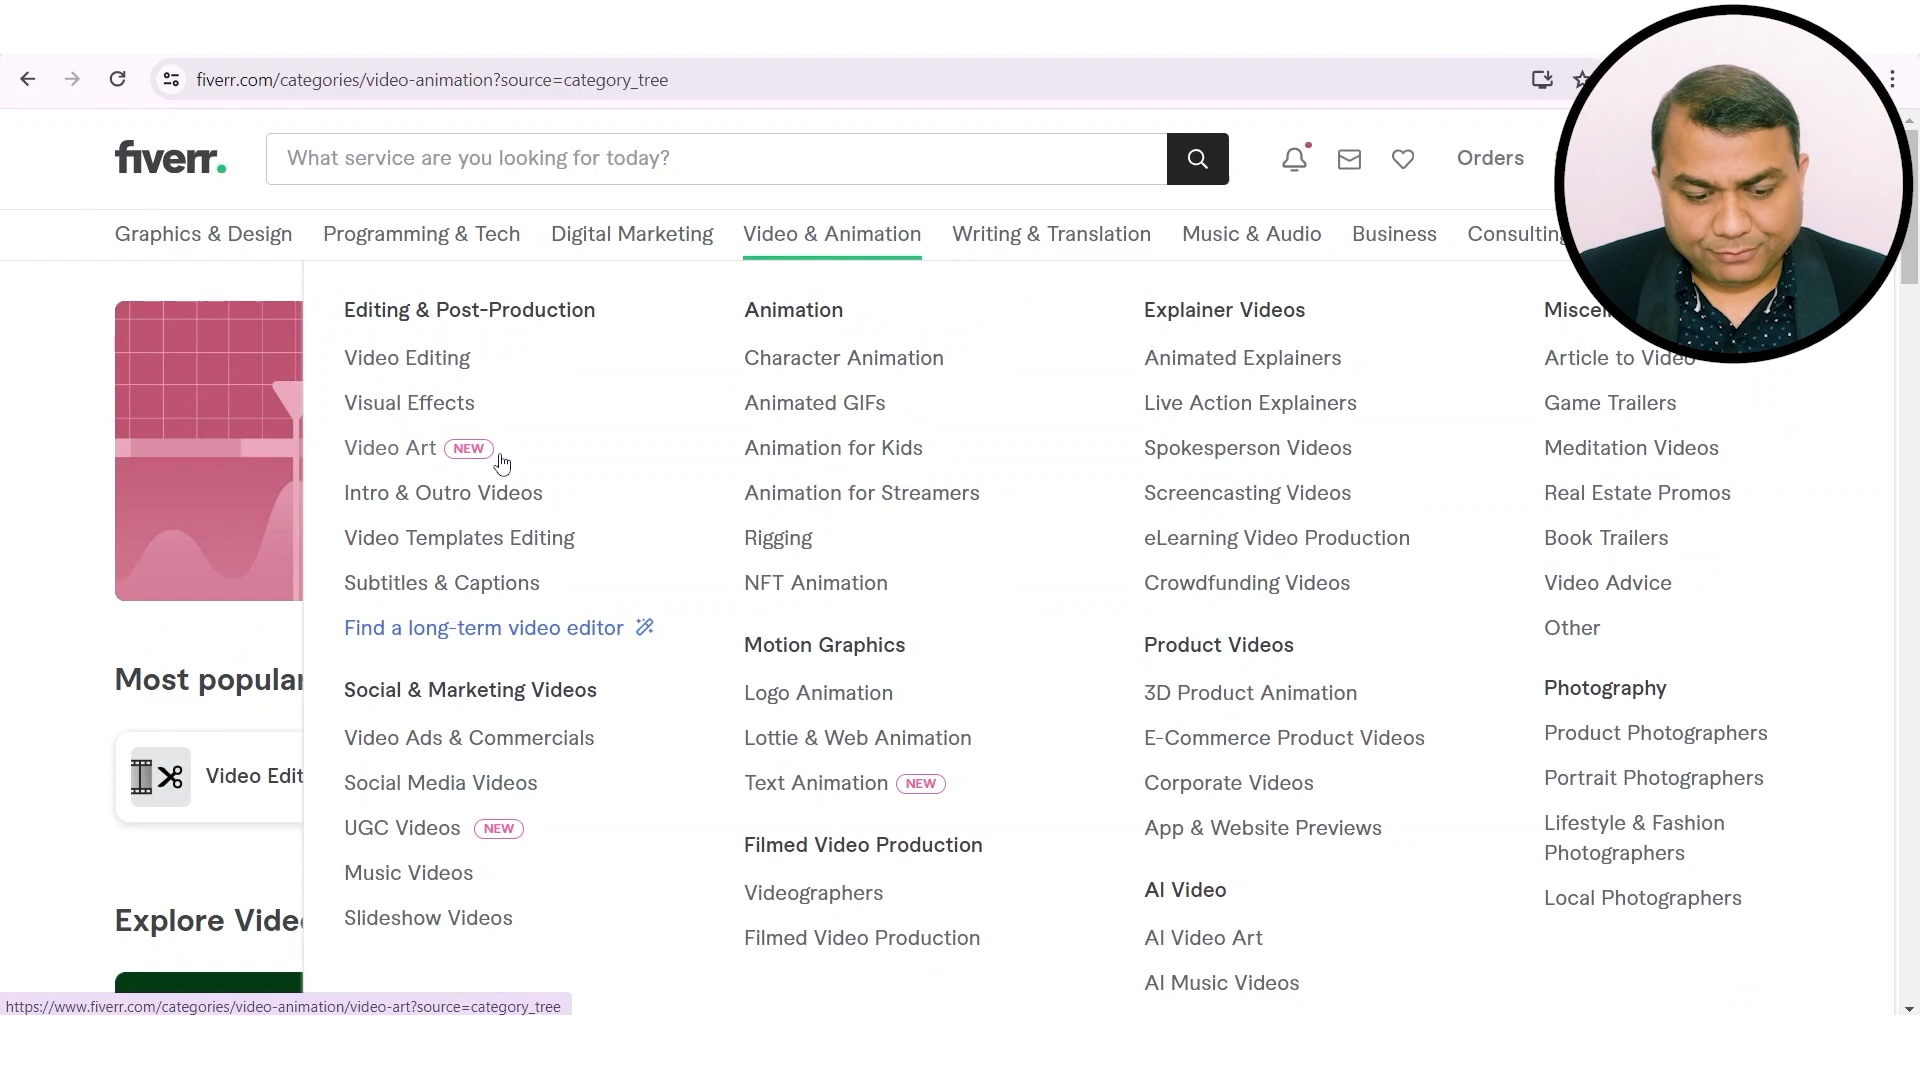 fiverr.com/categories/video-animation?source=category_tree
fiverr.
What service are you looking for today?
Orders
Graphics & Design
Programming & Tech
Digital Marketing
Video & Animation
Writing & Translation
Music & Audio
Business
Consulting
Editing & Post-Production
Video Editing
Visual Effects
Video Art NEW
Intro & Outro Videos
Video Templates Editing
Subtitles & Captions
Find a long-term video editor
Social & Marketing Videos
Video Ads & Commercials
Social Media Videos
UGC Videos NEW
Music Videos
Slideshow Videos
Animation
Character Animation
Animated GIFs
Animation for Kids
Animation for Streamers
Rigging
NFT Animation
Motion Graphics
Logo Animation
Lottie & Web Animation
Text Animation NEW
Filmed Video Production
Videographers
Filmed Video Production
Explainer Videos
Animated Explainers
Live Action Explainers
Spokesperson Videos
Screencasting Videos
eLearning Video Production
Crowdfunding Videos
Product Videos
3D Product Animation
E-Commerce Product Videos
Corporate Videos
App & Website Previews
AI Video
AI Video Art
AI Music Videos
Article to Video
Game Trailers
Meditation Videos
Real Estate Promos
Book Trailers
Video Advice
Other
Photography
Product Photographers
Portrait Photographers
Lifestyle & Fashion
Photographers
Local Photographers
Most popular
Video Edit
Explore Video
https://www.fiverr.com/categories/video-animation/video-art?source=category_tree